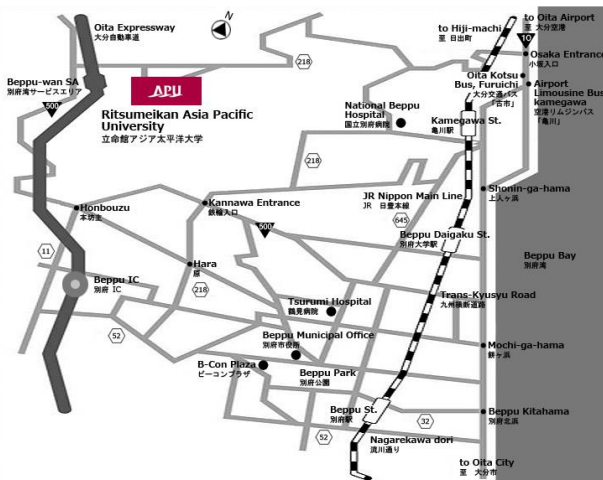 Oita Expressway
大分自動車道
N
to Hiji-machi
至 日出町
10
to Oita Airport
至 大分空港
218
Osaka Entrance
小坂入口
Beppu-wan SA
別府湾サービスエリア
500
APU
Ritsumeikan Asia Pacific
University
立命館アジア太平洋大学
Oita Kotsu
Bus, Furuichi
大分交通バス
「古市」
Airport
Limousine Bus
kamegawa
空港リムジンバス
「亀川」
National Beppu
Hospital
国立別府病院
Kamegawa St.
亀川駅
218
Shonin-ga-hama
上人ヶ浜
JR Nippon Main Line
JR 日豊本線
Honbouzu
本坊主
Kannawa Entrance
鉄輪入口
500
645
Beppu Daigaku St.
別府大学駅
11
Hara
原
Beppu Bay
別府湾
Beppu IC
別府 IC
218
Trans-Kyusyu Road
九州横断道路
Tsurumi Hospital
鶴見病院
52
Beppu Municipal Office
別府市役所
Mochi-ga-hama
餅ヶ浜
B-Con Plaza
ビーコンプラザ
Beppu Park
別府公園
Beppu St.
別府駅
Beppu Kitahama
別府北浜
32
52
Nagarekawa dori
流川通り
to Oita City
至 大分市